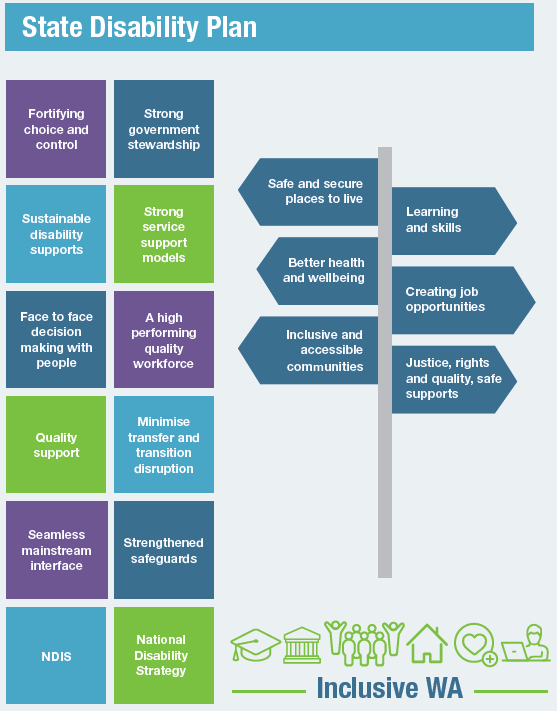 State Disability Plan
Fortifying
choice and
control
Strong
government
stewardship
Sustainable
disability
supports
Strong
service
support
models
Face to face
decision
making with
people
A high
performing
quality
workforce
Quality
support
Minimise
transfer and
transition
disruption
Seamless
mainstream
interface
Strengthened
safeguards
NDIS
National
Disability
Strategy
Safe and secure
places to live
Learning
and skills
Better health
and wellbeing
Creating job
opportunities
Inclusive and
accessible
communities
Justice, rights
and quality, safe
supports
Inclusive WA